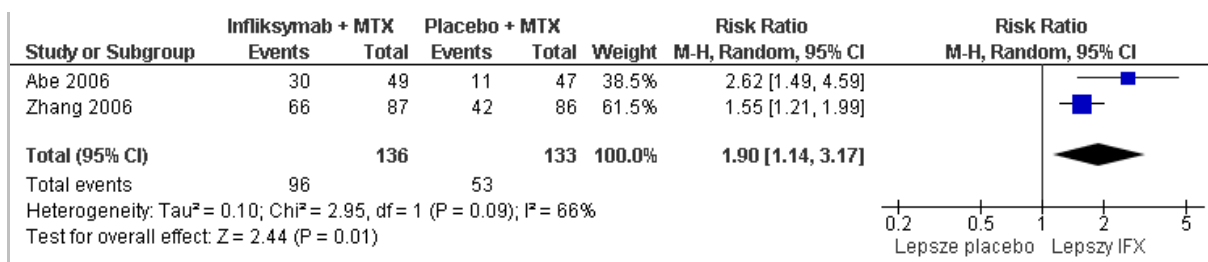 Infliksymab + MTX Placebo + MTX Risk Ratio Risk Ratio
Study or Subgroup Events Total Events Total Weight M-H, Random, 95% CI M-H, Random, 95% CI
Abe 2006 30 49 11 47 38.5% 2.62 [1.49, 4.59]
Zhang 2006 66 87 42 86 61.5% 1.55 [1.21, 1.99]
Total (95% CI) 136 133 100.0% 1.90 [1.14, 3.17]
Total events 96 53
Heterogeneity: Tau² = 0.10; Chi² = 2.95, df = 1 (P = 0.09); I² = 66%
Test for overall effect: Z = 2.44 (P = 0.01)
0.2 0.5 1 2 5
Lepsze placebo Lepszy IFX